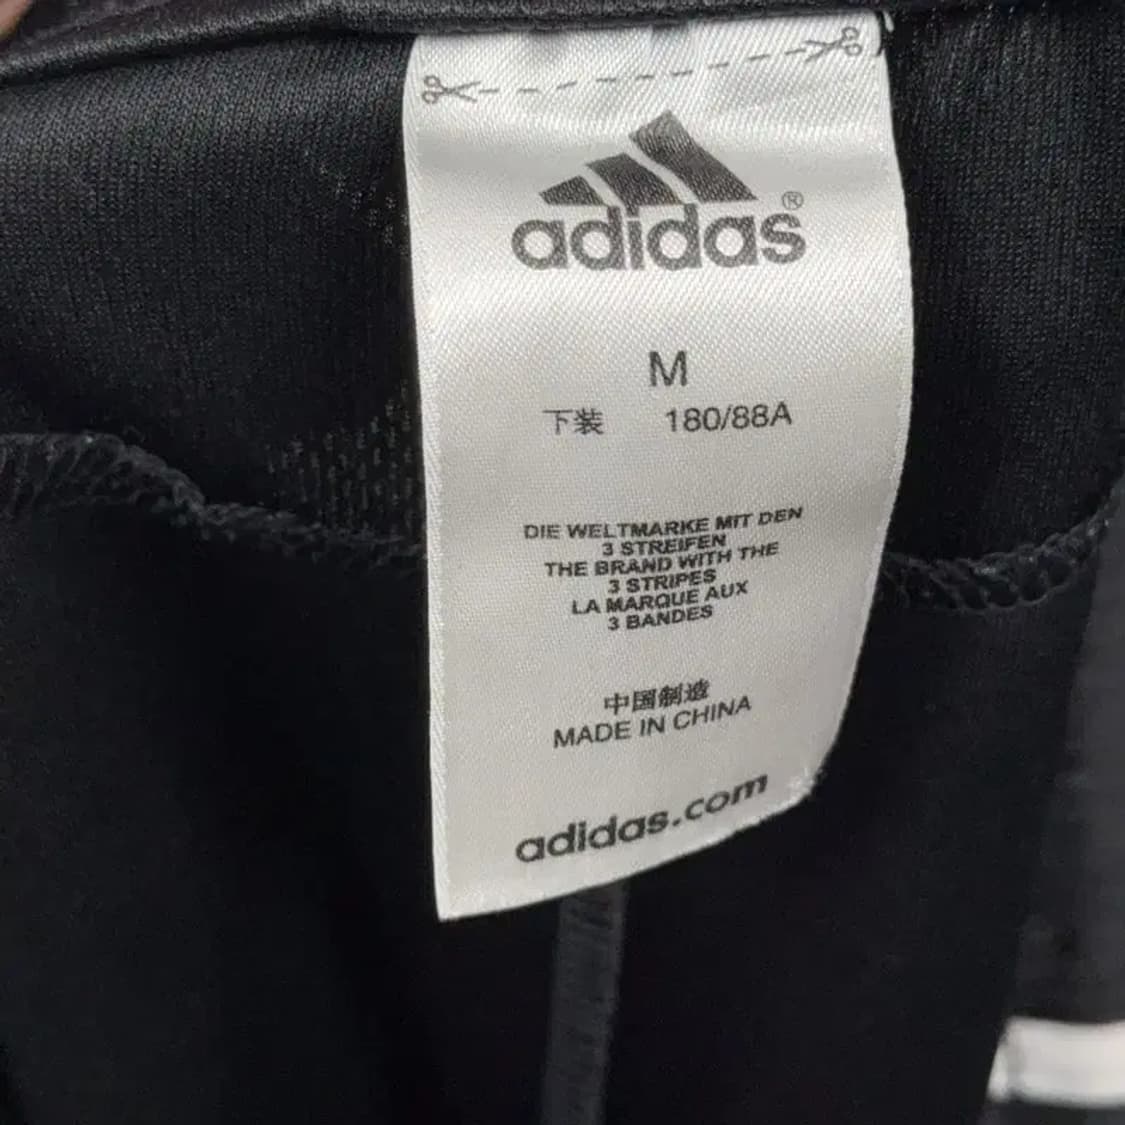 adidas®
M
下装 180/88A
DIE WELTMARKE MIT DEN
3 STREIFEN
THE BRAND WITH THE
3 STRIPES
LA MARQUE AUX
3 BANDES
中国制造
MADE IN CHINA
adidas.com